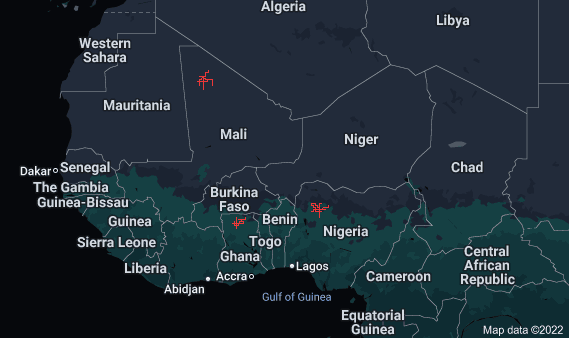 Algeria
Libya
Western
Sahara
Mauritania
Mali
Niger
Chad
Dakar
Senegal
The Gambia
Guinea-Bissau
Burkina
Faso
Guinea
Benin
Nigeria
Sierra Leone
Togo
Ghana
Liberia
Lagos
Central
African
Republic
Cameroon
Accra
Abidjan
Gulf of Guinea
Equatorial
Guinea
Map data ©2022